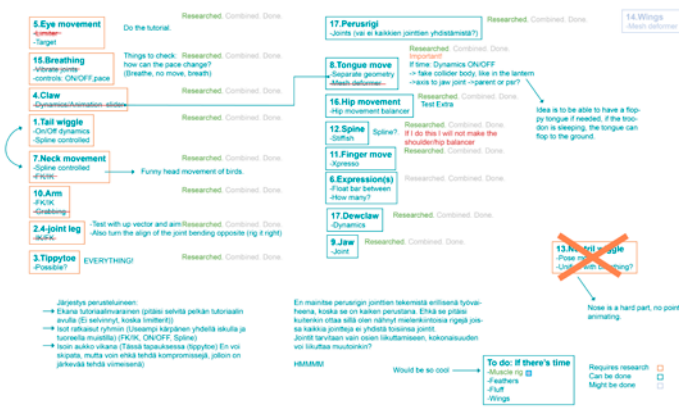 5.Eye movement
-Limiter
-Target
Do the tutorial.
Researched. Combined. Done.
15.Breathing
-Vibrate joints
-controls: ON/OFF,pace
Things to check:
how can the pace change?
(Breathe, no move, breath)
Researched. Combined. Done.
4.Claw
-Dynamics/Animation slider
Researched. Combined. Done.
1.Tail wiggle
-On/Off dynamics
-Spline controlled
Researched. Combined. Done.
7.Neck movement
-Spline controlled
-FK/IK
Researched. Combined. Done.
Funny head movement of birds.
10.Arm
-FK/IK
-Grabbing
Researched. Combined. Done.
2.4-joint leg
-IK/FK
-Test with up vector and aim
-Also turn the align of the joint bending opposite (rig it right)
Researched. Combined. Done.
3.Tippytoe
-Possible?
EVERYTHING!
Researched. Combined. Done.
17.Perusrigi
-Joints (vai ei kaikkien jointtien yhdistämistä?)
Researched. Combined. Done.
14.Wings
-Mesh deformer
8.Tongue move
-Separate geometry
-Mesh deformer
Researched. Combined. Done.
Important!
If time: Dynamics ON/OFF
-> fake collider body, like in the lantern
->axis to jaw joint ->parent or psr?
Idea is to be able to have a flop-
py tongue if needed, if the troo-
don is sleeping, the tongue can
flop to the ground.
16.Hip movement
-Hip movement balancer
Researched. Combined. Done.
Test Extra
12.Spine
-Stiffish
Spline?
Researched. Combined. Done.
If I do this I will not make the
shoulder/hip balancer
11.Finger move
-Xpresso
Researched. Combined. Done.
6.Expression(s)
-Float bar between
-How many?
Researched. Combined. Done.
17.Dewclaw
-Dynamics
Researched. Combined. Done.
9.Jaw
-Joint
Researched. Combined. Done.
13.Nostril wiggle
-Pose
with breathing?
Nose is a hard part, no point
animating.
Järjestys perusteluineen:
Ekana tutoriaalinvarainen (pitäisi selvitä pelkän tutoriaalin
avulla (Ei selvinnyt, koska limitterit))
Isot ratkaisut ryhmin (Useampi kärpänen yhdellä iskulla ja
tuoreella muistilla) (FK/IK, ON/OFF, Spline)
Isoin aukko vikana (Tässä tapauksessa (tippytoe) En voi
skipata, mutta voin ehkä tehdä kompromissejä, jolloin on
järkevää tehdä viimeisenä)
En mainitse perusrigin jointtien tekemistä erillisenä työvai-
heena, koska se on kaiken perustana. Ehkä se pitäisi
kuitenkin ottaa sillä olen nähnyt mielenkiintoisia rigejä jois-
sa kaikkia jointteja ei yhdistä toisiinsa jointit.
Jointit tarvitaan vain osien liikuttamiseen, kokonaisuuden
voi liikuttaa muutoinkin?
HMMMM
Would be so cool
To do: If there's time
-Muscle rig
-Feathers
-Fluff
-Wings
Requires research
Can be done
Might be done